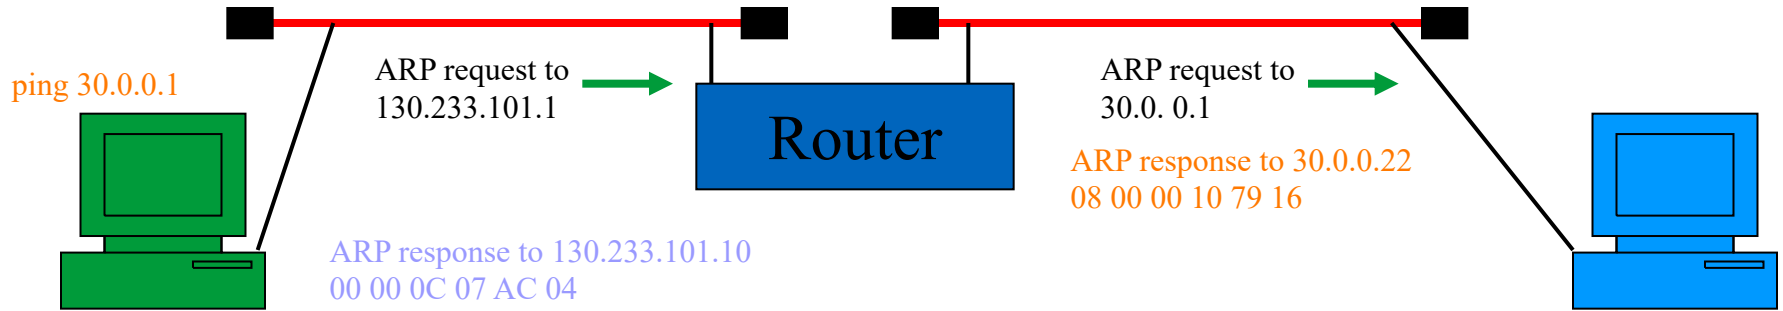 ping 30.0.0.1
ARP request to
130.233.101.1
Router
ARP request to
30.0. 0.1
ARP response to 30.0.0.22
08 00 00 10 79 16
ARP response to 130.233.101.10
00 00 0C 07 AC 04